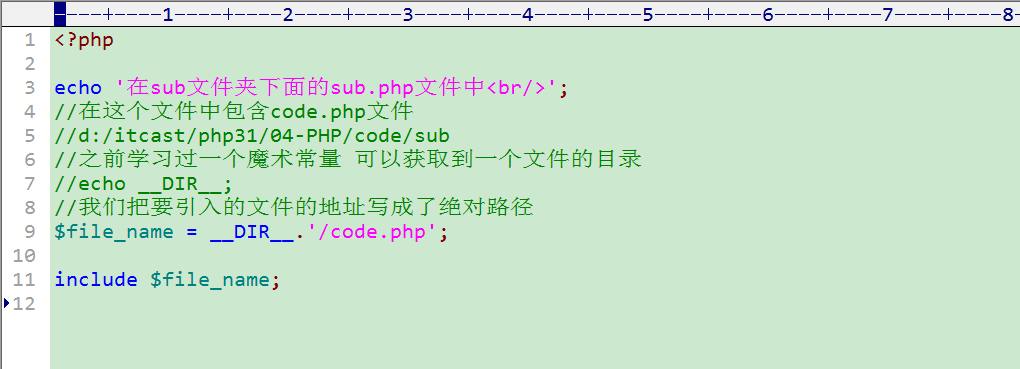 ----+----1----+----2----+----3----+----4----+----5----+----6----+----7----+----8
1 <?php
2
3 echo '在sub文件夹下面的sub.php文件中<br/>';
4 //在这个文件中包含code.php文件
5 //d:/itcast/php31/04-PHP/code/sub
6 //之前学习过一个魔术常量 可以获取到一个文件的目录
7 //echo __DIR__;
8 //我们把要引入的文件的地址写成了绝对路径
9 $file_name = __DIR__.'/code.php';
10
11 include $file_name;
12